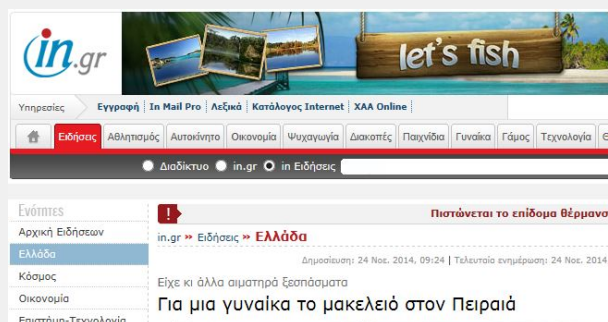 in.gr
let's fish
Υπηρεσίες Εγγραφή In Mail Pro Λεξικά Κατάλογος Internet ΧΑΑ Online
Ειδήσεις Αθλητισμός Αυτοκίνητο Οικονομία Ψυχαγωγία Διακοπές Παιχνίδια Γυναίκα Γάμος Τεχνολογία
Διαδίκτυο in.gr in Ειδήσεις
Ενότητες
! Πιστώνεται το επίδομα θέρμανσ
Αρχική Ειδήσεων
in.gr » Ειδήσεις » Ελλάδα
Ελλάδα
Δημοσίευση: 24 Νοε. 2014, 09:24 | Τελευταία ενημέρωση: 24 Νοε. 2014
Κόσμος
Είχε κι άλλα αιματηρά ξεσπάσματα
Οικονομία
Για μια γυναίκα το μακελειό στον Πειραιά
Επιστήμη-Τεχνολογία